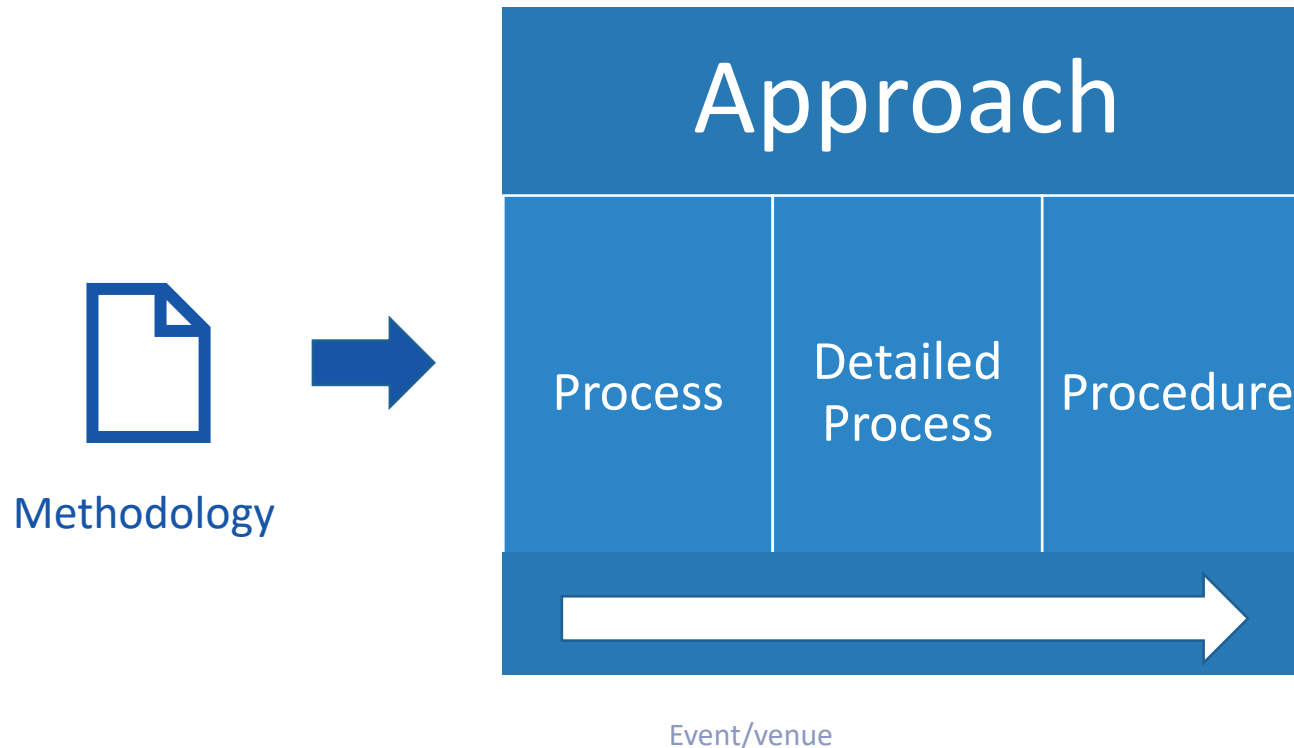 Approach
Process
Detailed
Process
Procedure
Methodology
Event/venue